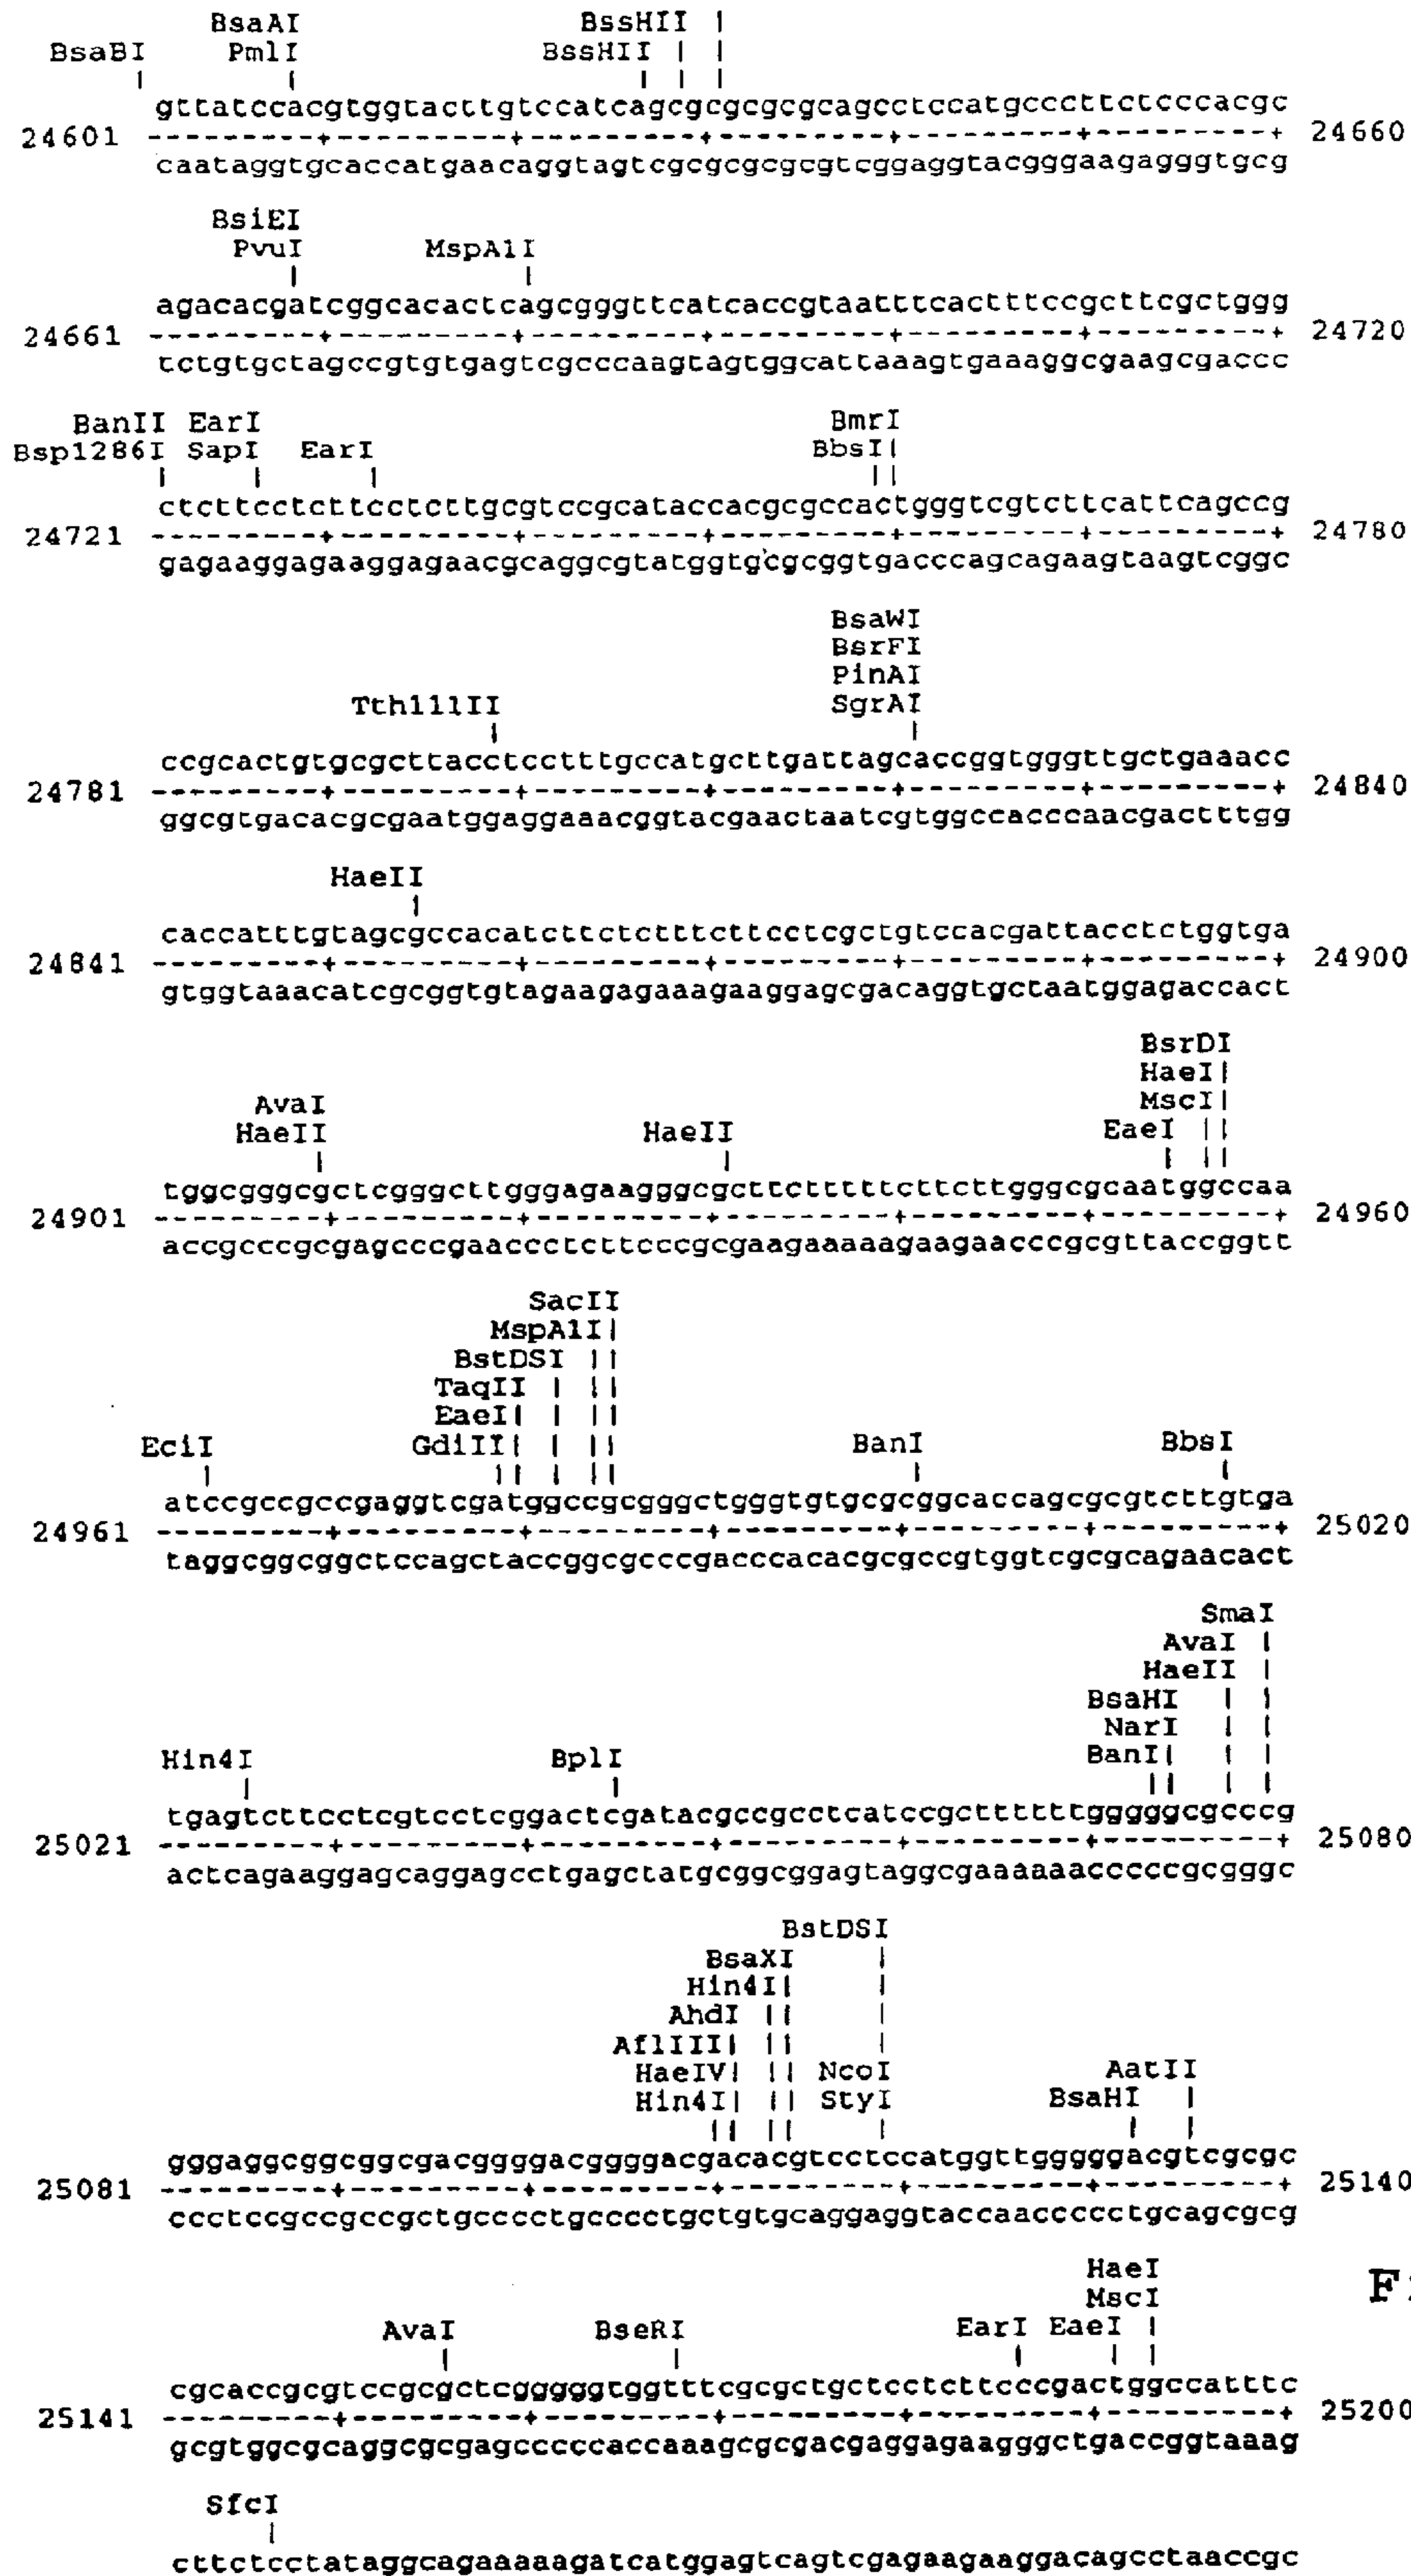 BsaAI BssHII |
BsaBI PmlI BssHII | |
| | | | |
gttatccacgtggtacttgtccatcagcgcgcgcgcagcctccatgcccttctcccacgc
24601 ---------+---------+---------+---------+---------+---------+ 24660
caataggtgcaccatgaacaggtagtcgcgcgcgcgtcggaggtacgggaagagggtgcg
BsiEI
PvuI MspA1I
| |
agacacgatcggcacactcagcgggttcatcaccgtaatttcactttccgcttcgctggg
24661 ---------+---------+---------+---------+---------+---------+ 24720
tctgtgctagccgtgtgagtcgcccaagtagtggcattaaagtgaaaggcgaagcgaccc
BanII EarI BmrI
Bsp1286I SapI EarI BbsI|
| | | ||
ctcttcctcttcctcttgcgtccgcataccacgcgccactgggtcgtcttcattcagccg
24721 ---------+---------+---------+---------+---------+---------+ 24780
gagaaggagaaggagaacgcaggcgtatggtgcgcggtgacccagcagaagtaagtcggc
BsaWI
BsrFI
PinAI
Tth111II SgrAI
| |
ccgcactgtgcgcttacctcctttgccatgcttgattagcaccggtgggttgctgaaacc
24781 ---------+---------+---------+---------+---------+---------+ 24840
ggcgtgacacgcgaatggaggaaacggtacgaactaatcgtggccacccaacgactttgg
HaeII
|
caccatttgtagcgccacatcttctctttcttcctcgctgtccacgattacctctggtga
24841 ---------+---------+---------+---------+---------+---------+ 24900
gtggtaaacatcgcggtgtagaagagaaagaaggagcgacaggtgctaatggagaccact
BsrDI
HaeI|
AvaI MscI|
HaeII HaeII EaeI ||
| | | ||
tggcgggcgctcgggcttgggagaagggcgcttctttttcttcttgggcgcaatggccaa
24901 ---------+---------+---------+---------+---------+---------+ 24960
accgcccgcgagcccgaaccctcttcccgcgaagaaaaagaagaacccgcgttaccggtt
SacII
MspA1I|
BstDSI ||
TaqII | ||
EaeI| | ||
EciI GdiII| | || BanI BbsI
| || | || | |
atccgccgccgaggtcgatggccgcgggctgggtgtgcgcggcaccagcgcgtcttgtga
24961 ---------+---------+---------+---------+---------+---------+ 25020
taggcggcggctccagctaccggcgcccgacccacacgcgccgtggtcgcgcagaacact
SmaI
AvaI |
HaeII |
BsaHI | |
NarI | |
Hin4I BplI BanI| | |
| | || | |
tgagtcttcctcgtcctcggactcgatacgccgcctcatccgcttttttgggggcgcccg
25021 ---------+---------+---------+---------+---------+---------+ 25080
actcagaaggagcaggagcctgagctatgcggcggagtaggcgaaaaaacccccgcgggc
BstDSI
BsaXI |
Hin4I| |
AhdI || |
AflIII| || |
HaeIV| || NcoI AatII
Hin4I| || StyI BsaHI |
|| || | | |
gggaggcggcggcgacggggacggggacgacacgtcctccatggttgggggacgtcgcgc
25081 ---------+---------+---------+---------+---------+---------+ 25140
ccctccgccgccgctgcccctgcccctgctgtgcaggaggtaccaaccccctgcagcgcg
HaeI
MscI
AvaI BseRI EarI EaeI |
| | | | |
cgcaccgcgtccgcgctcgggggtggtttcgcgctgctcctcttcccgactggccatttc
25141 ---------+---------+---------+---------+---------+---------+ 25200
gcgtggcgcaggcgcgagcccccaccaaagcgcgacgaggagaagggctgaccggtaaag
SfcI
|
cttctcctataggcagaaaaagatcatggagtcagtcgagaagaaggacagcctaaccgc